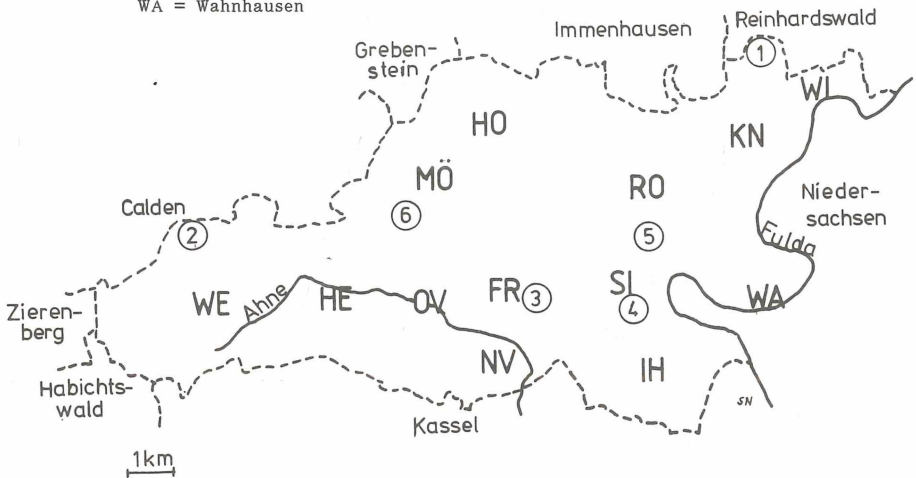 WA = Wahnhausen
Reinhardswald
Immenhausen
Greben-
stein
1
WI
HO
KN
MÖ
RO
Nieder-
sachsen
Calden
6
2
5
Fulda
Zieren-
berg
WE
Ahne
HE
OV
FR
3
SI
4
WA
NV
IH
Habichts-
wald
SN
Kassel
1km